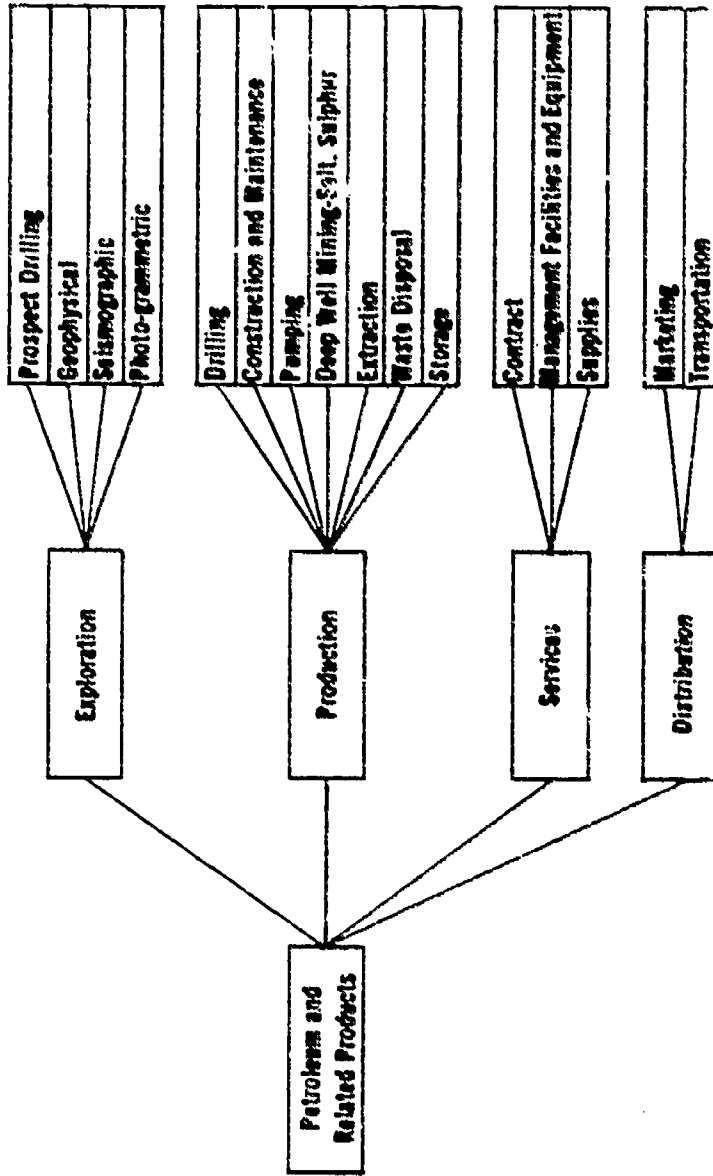 Petroleum and
Related Products
Exploration
Prospect Drilling
Geophysical
Seismographic
Photo-grammetric
Production
Drilling
Construction and Maintenance
Pumping
Deep Well Mining-Salt, Sulphur
Extraction
Waste Disposal
Storage
Services
Contract
Management Facilities and Equipment
Supplies
Distribution
Marketing
Transportation